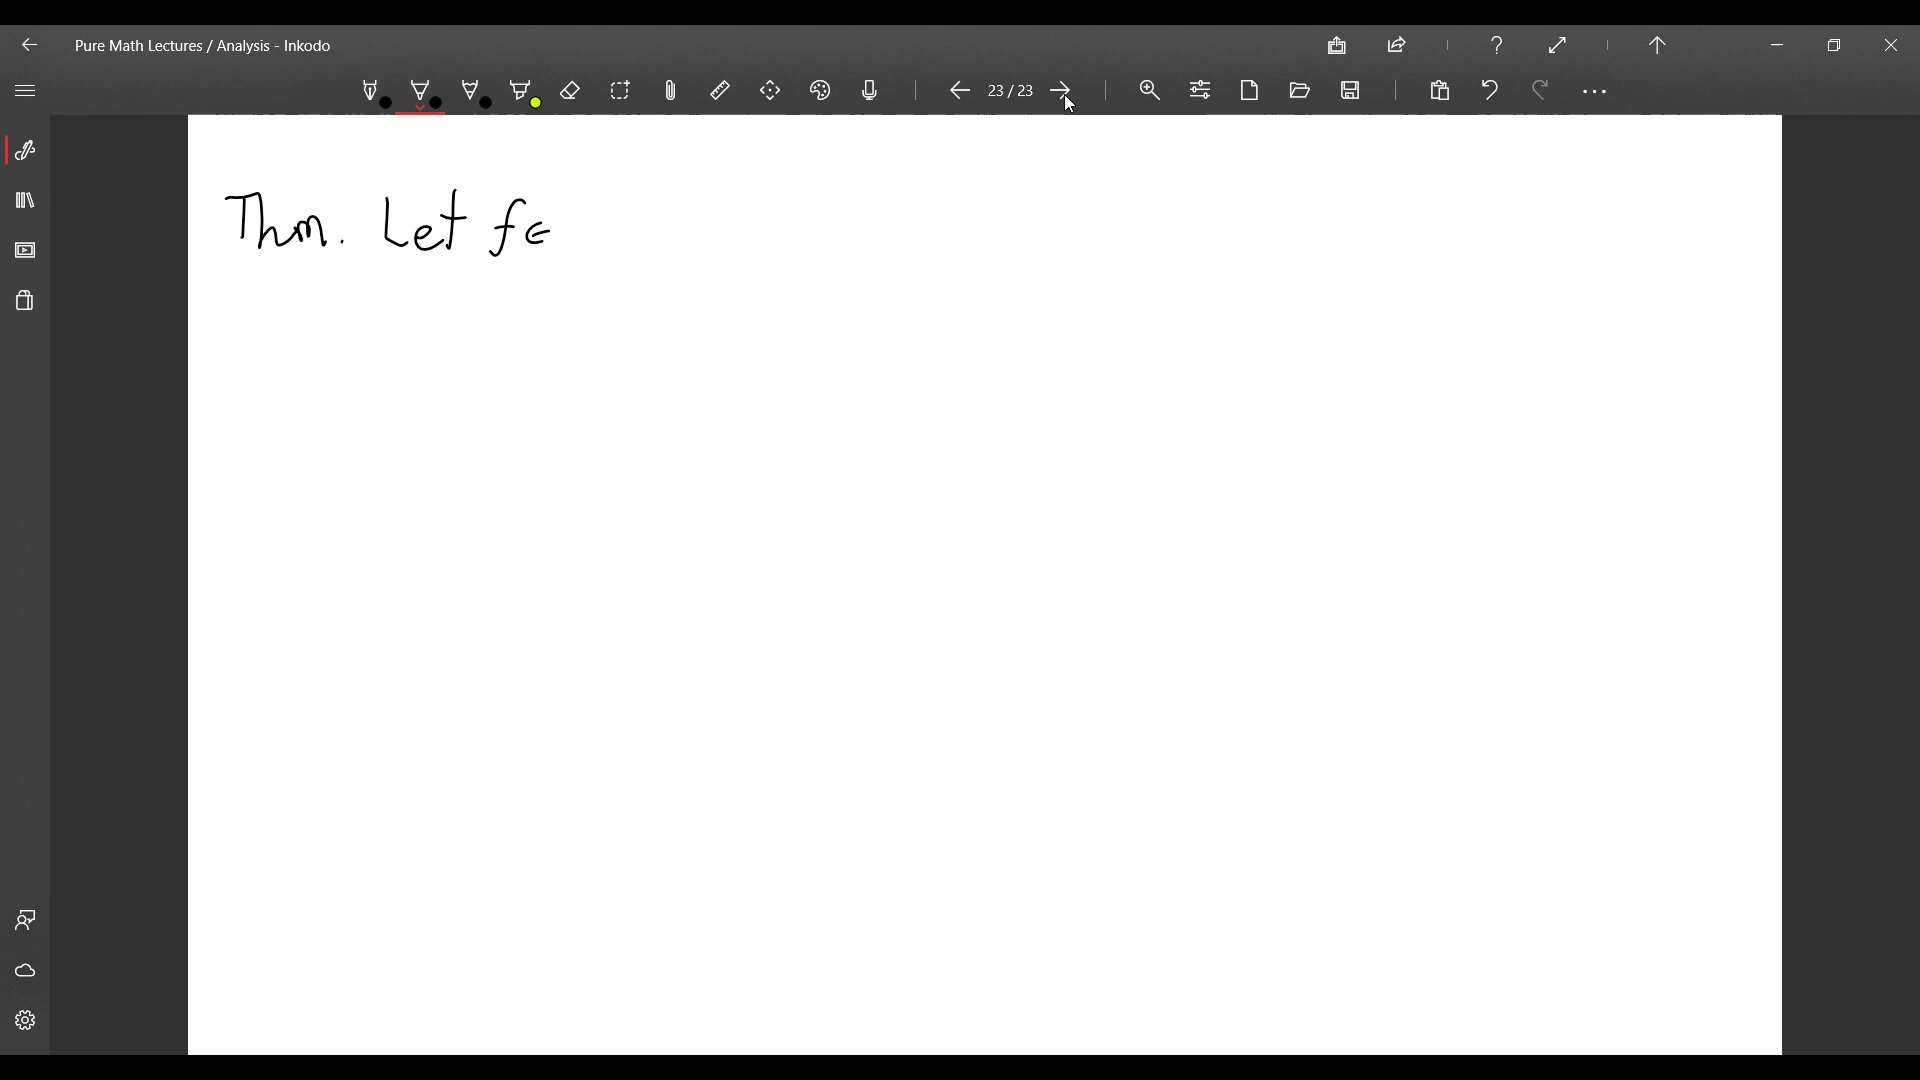 Pure Math Lectures / Analysis - Inkodo
23 / 23
Thm. Let f∈